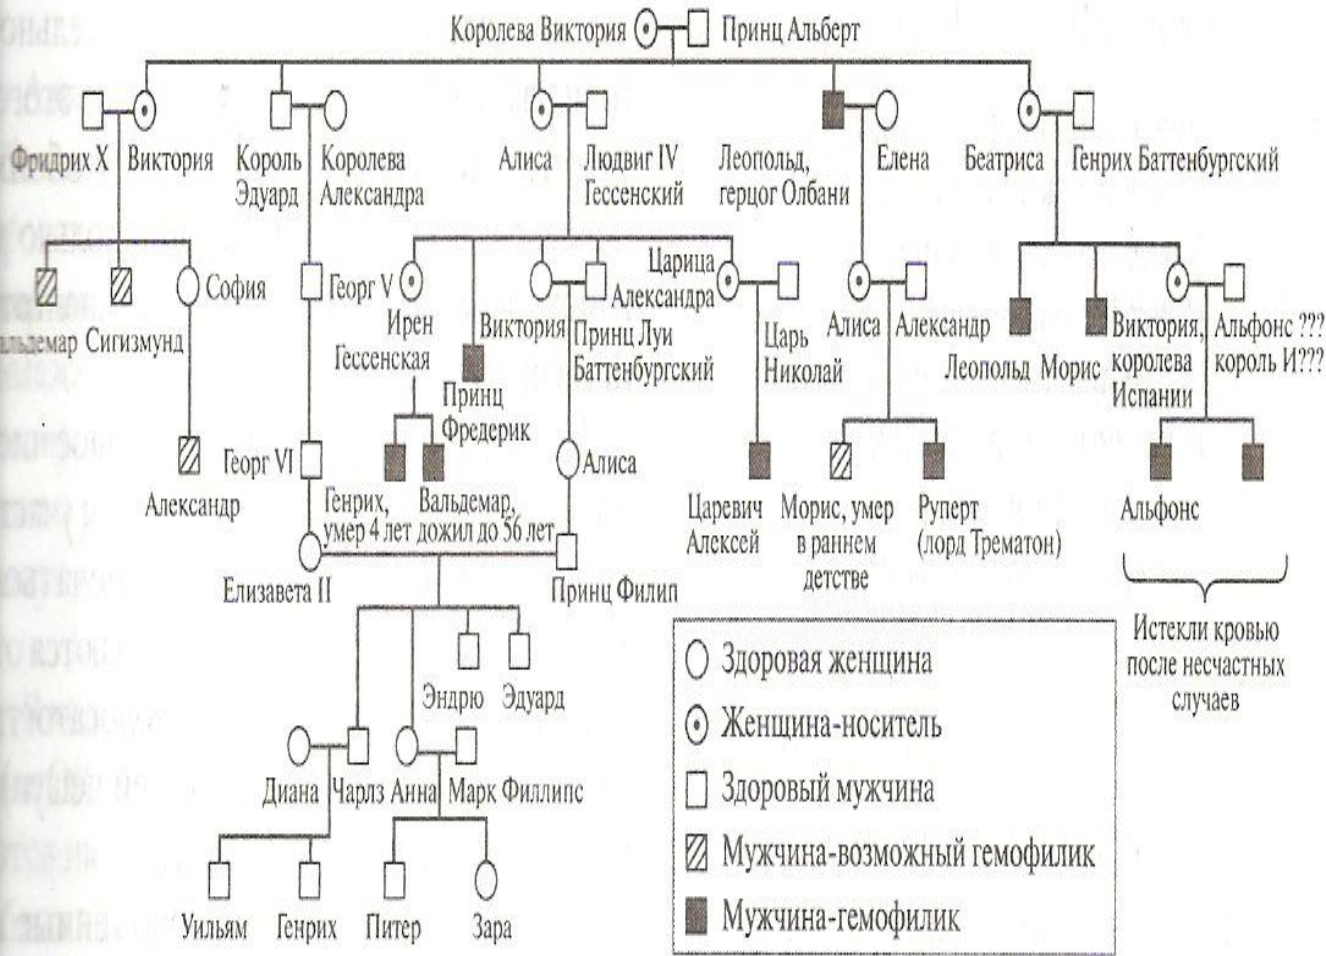 Королева Виктория
Принц Альберт
Фридрих X
Виктория
Король
Эдуард
Королева
Александра
Алиса
Людвиг IV
Гессенский
Леопольд,
герцог Олбани
Елена
Беатриса
Генрих Баттенбургский
альдемар
Сигизмунд
София
Георг V
Ирен
Гессенская
Принц
Фредерик
Виктория
Принц Луи
Баттенбургский
Царица
Александра
Царь
Николай
Алиса
Александр
Леопольд
Морис
Виктория,
королева
Испании
Альфонс ???
король И???
Александр
Георг VI
Генрих,
умер 4 лет
Вальдемар,
дожил до 56 лет
Алиса
Царевич
Алексей
Морис, умер
в раннем
детстве
Руперт
(лорд Трематон)
Альфонс
Истекли кровью
после несчастных
случаев
Елизавета II
Принц Филип
Эндрю
Эдуард
Диана
Чарлз
Анна
Марк Филлипс
Уильям
Генрих
Питер
Зара
Здоровая женщина
Женщина-носитель
Здоровый мужчина
Мужчина-возможный гемофилик
Мужчина-гемофилик